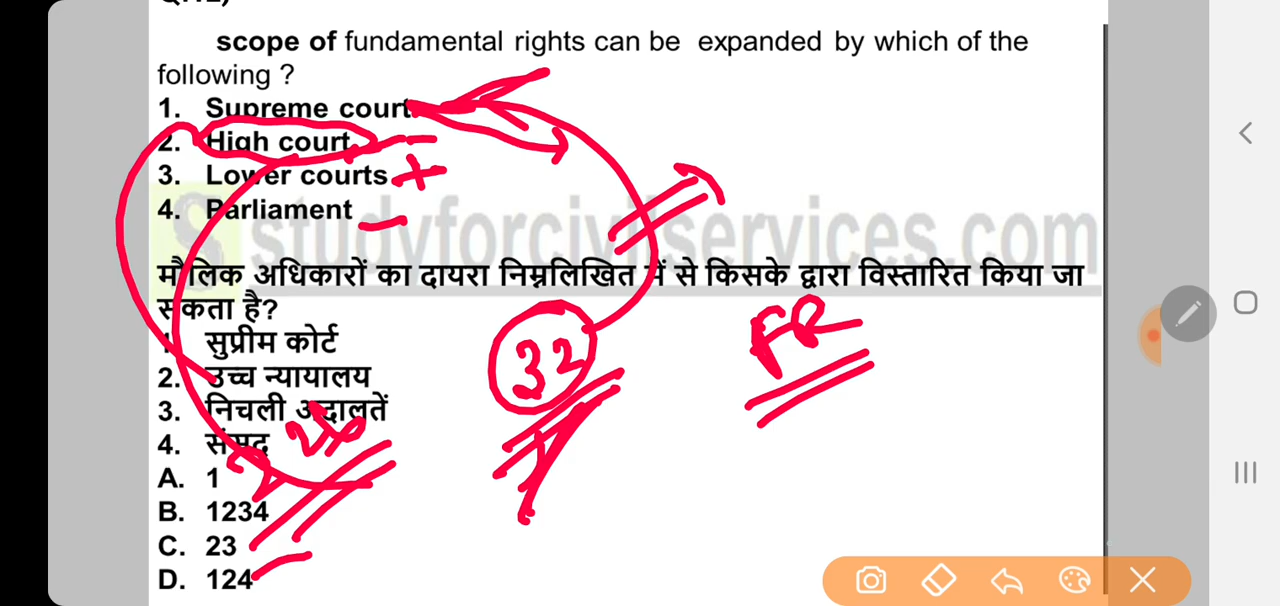 scope of fundamental rights can be expanded by which of the
following ?
1. Supreme court
2. High court
3. Lower courts
4. Parliament
studyforcivilservices.com
मौलिक अधिकारों का दायरा निम्नलिखित में से किसके द्वारा विस्तारित किया जा
सकता है?
1. सुप्रीम कोर्ट
2. उच्च न्यायालय
3. निचली अदालतें
4. संसद
A. 1
B. 1234
C. 23
D. 124
32
FR